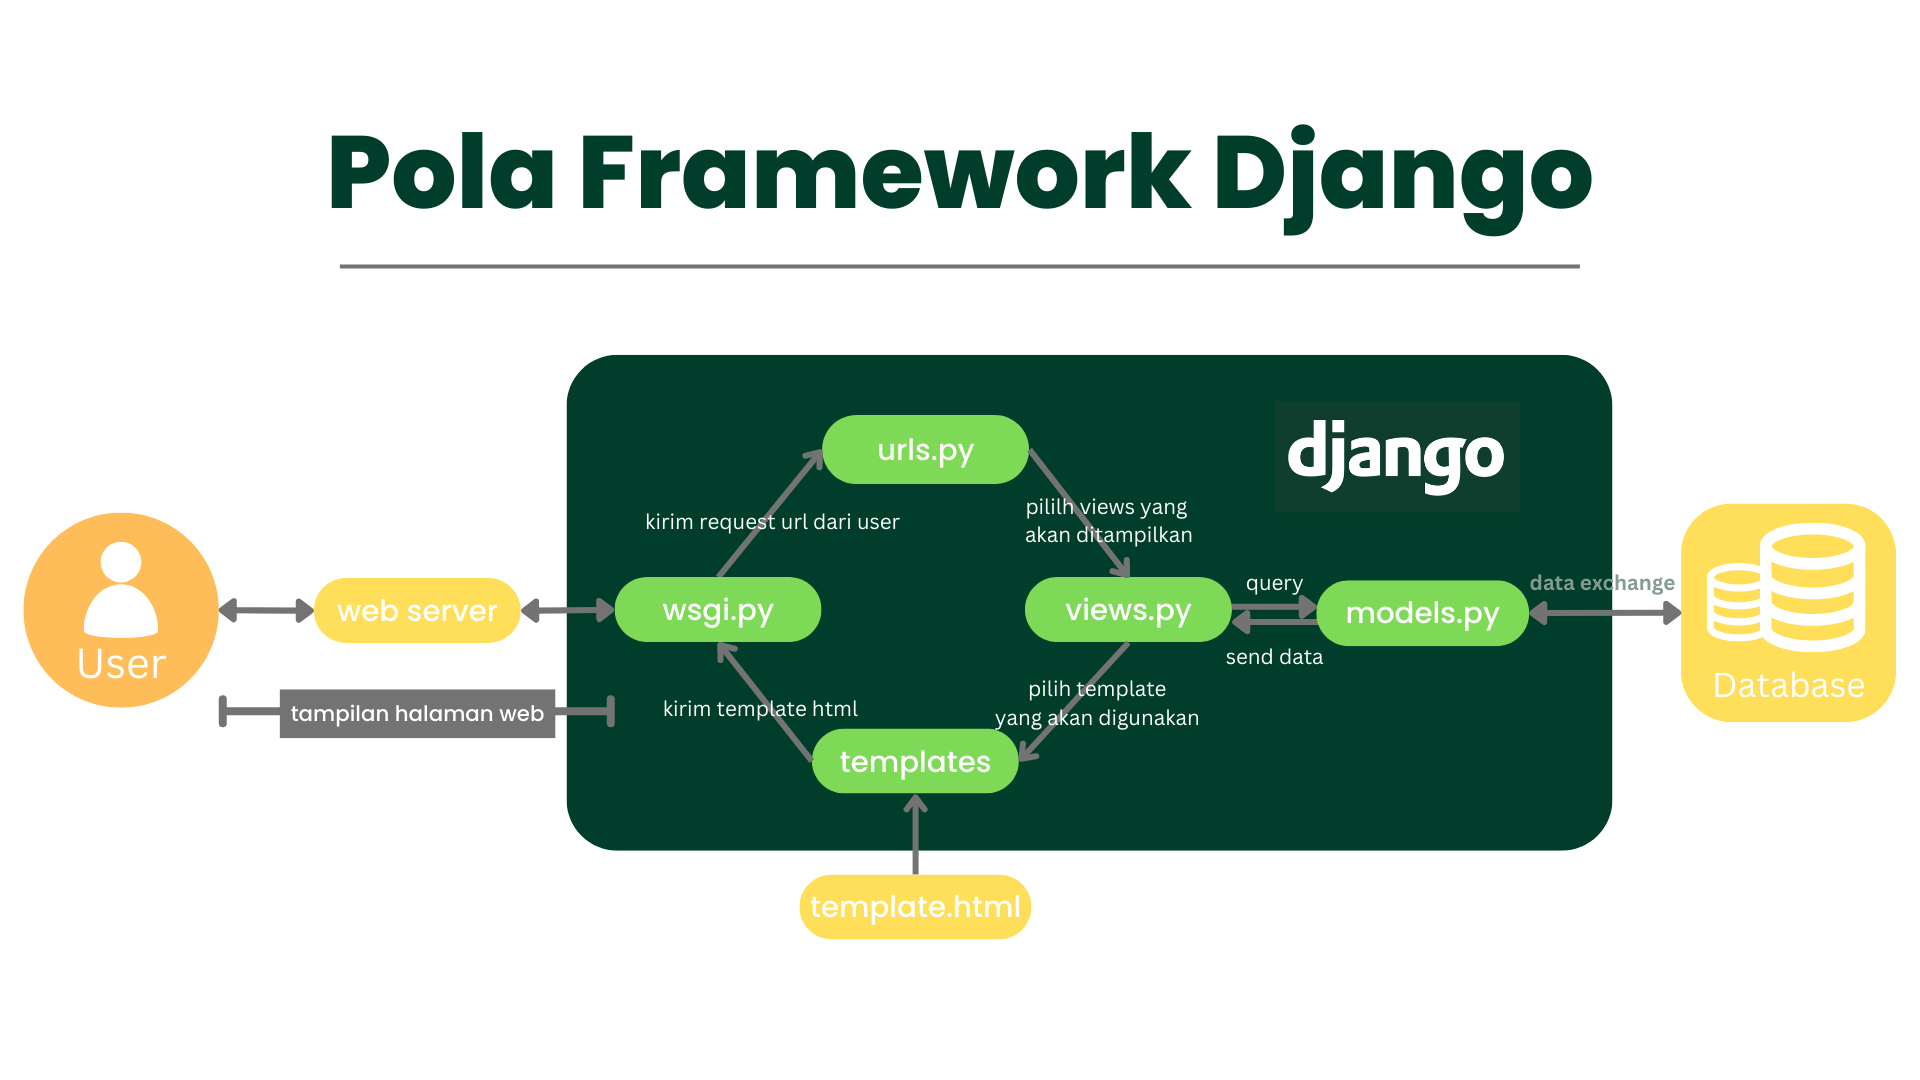 Pola Framework Django
django
urls.py
kirim request url dari user
pililh views yang
akan ditampilkan
User
web server
wsgi.py
views.py
query
send data
models.py
data exchange
Database
tampilan halaman web
kirim template html
pilih template
yang akan digunakan
templates
template.html